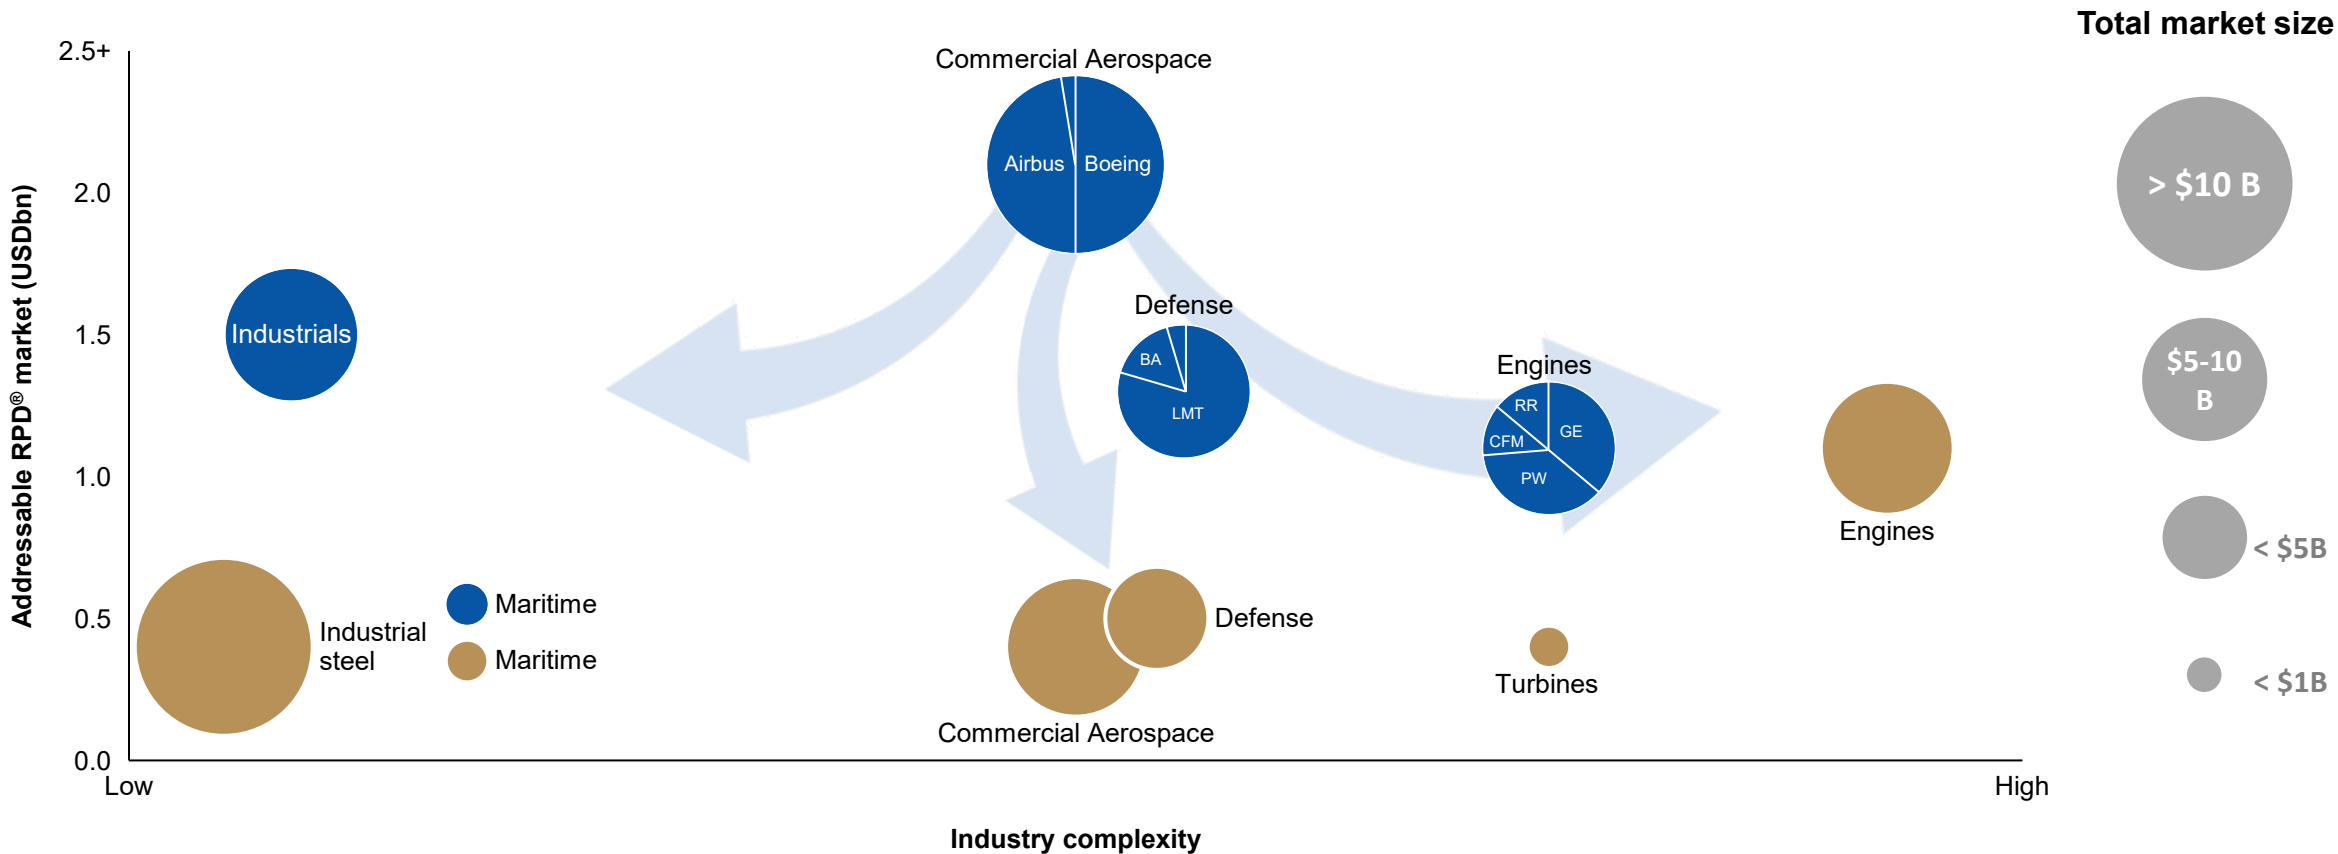 Total market size
2.5+
2.0
1.5
1.0
0.5
0.0
Addressable RPD® market (USDbn)
Commercial Aerospace
Airbus
Boeing
Industrials
Defense
BA
LMT
Engines
RR
GE
CFM
PW
Engines
Industrial
steel
Maritime
Maritime
Defense
Commercial Aerospace
Turbines
Low
High
Industry complexity
> $10 B
$5-10
B
< $5B
< $1B